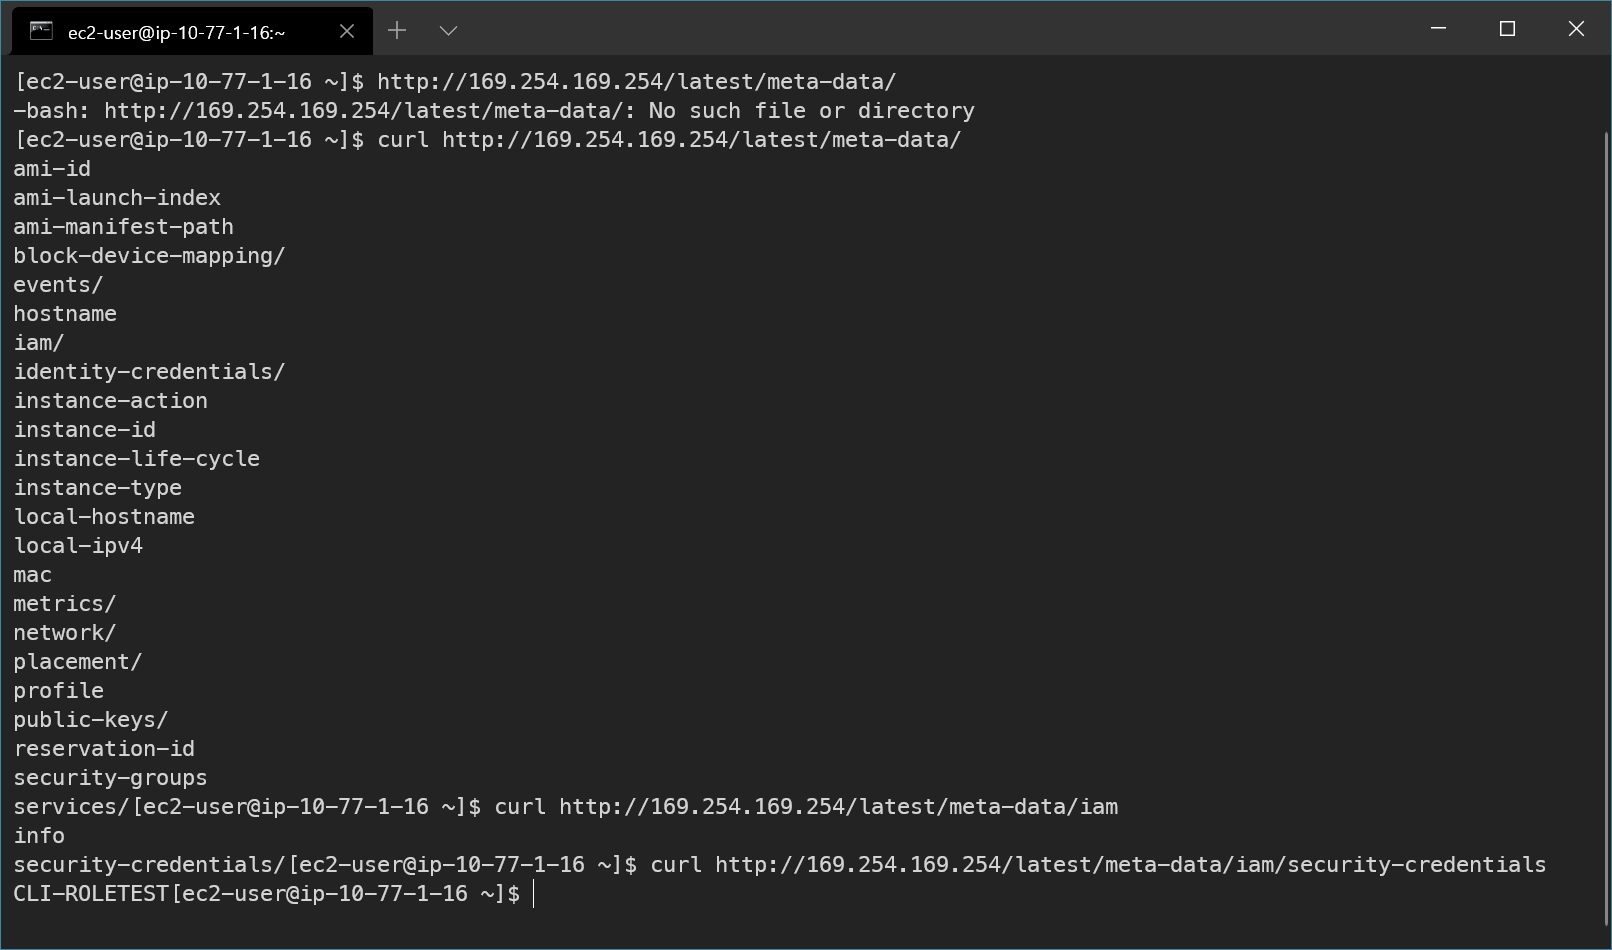 ec2-user@ip-10-77-1-16:~
[ec2-user@ip-10-77-1-16 ~]$ http://169.254.169.254/latest/meta-data/
-bash: http://169.254.169.254/latest/meta-data/: No such file or directory
[ec2-user@ip-10-77-1-16 ~]$ curl http://169.254.169.254/latest/meta-data/
ami-id
ami-launch-index
ami-manifest-path
block-device-mapping/
events/
hostname
iam/
identity-credentials/
instance-action
instance-id
instance-life-cycle
instance-type
local-hostname
local-ipv4
mac
metrics/
network/
placement/
profile
public-keys/
reservation-id
security-groups
services/[ec2-user@ip-10-77-1-16 ~]$ curl http://169.254.169.254/latest/meta-data/iam
info
security-credentials/[ec2-user@ip-10-77-1-16 ~]$ curl http://169.254.169.254/latest/meta-data/iam/security-credentials
CLI-ROLETEST[ec2-user@ip-10-77-1-16 ~]$